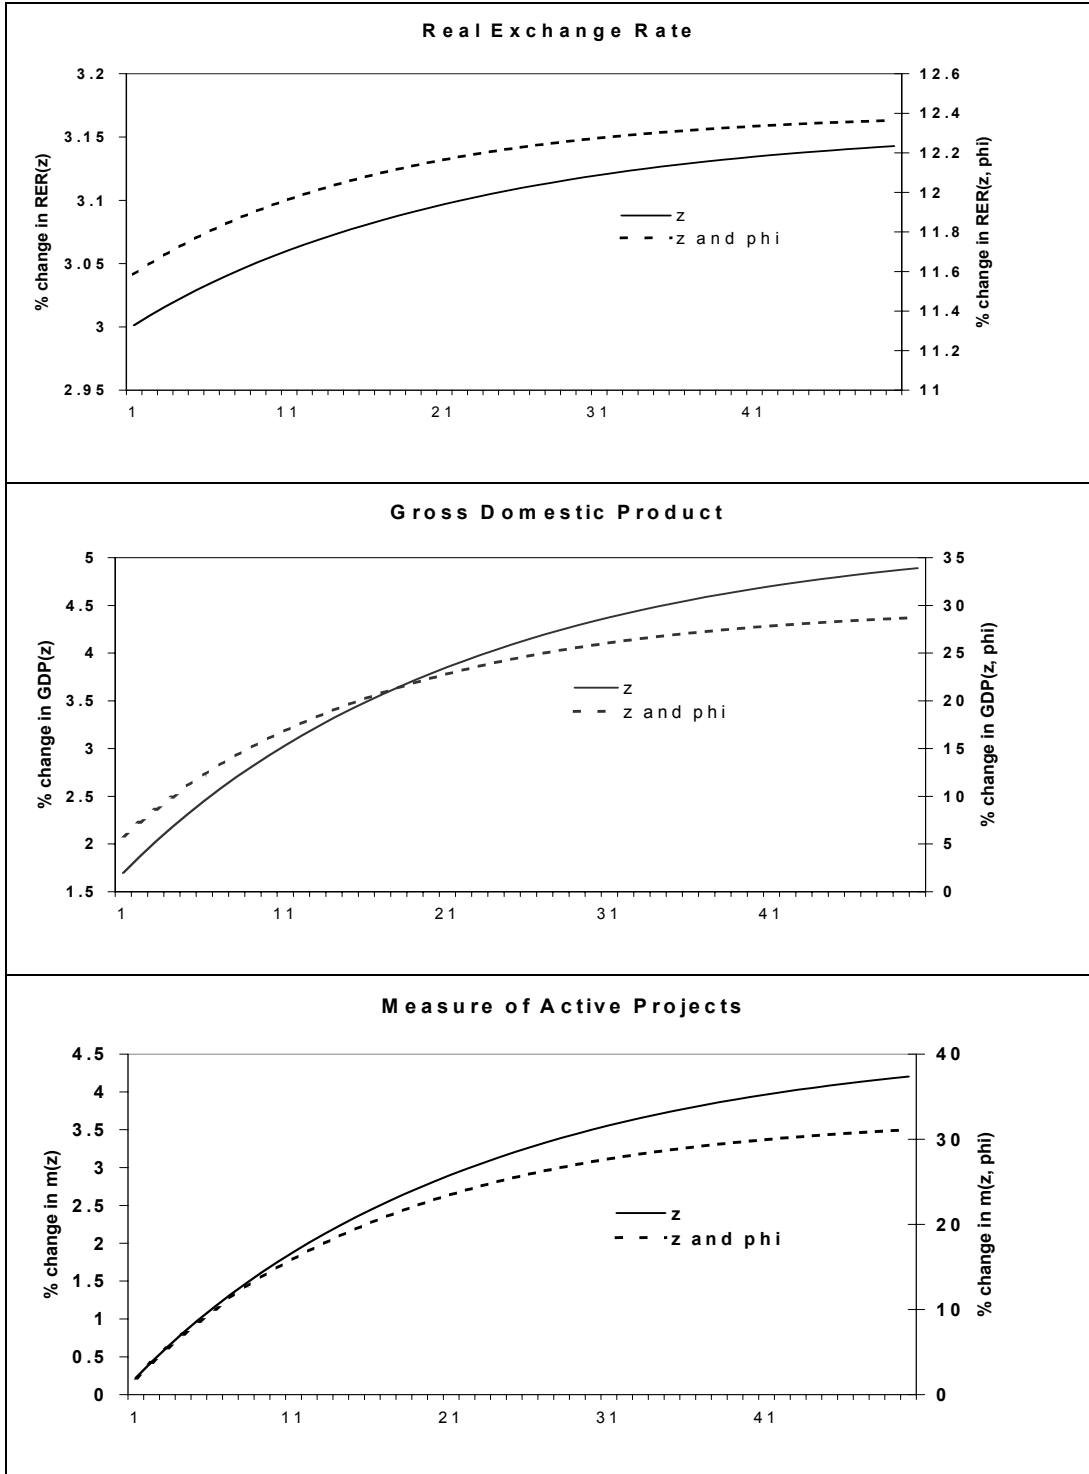 Real Exchange Rate
3.2
3.15
3.1
3.05
3
2.95
% change in RER(z)
12.6
12.4
12.2
12
11.8
11.6
11.4
11.2
11
% change in RER(z, phi)
z
z and phi
1 11 21 31 41
Gross Domestic Product
5
4.5
4
3.5
3
2.5
2
1.5
% change in GDP(z)
35
30
25
20
15
10
5
0
% change in GDP(z, phi)
z
z and phi
1 11 21 31 41
Measure of Active Projects
4.5
4
3.5
3
2.5
2
1.5
1
0.5
0
% change in m(z)
40
30
20
10
0
% change in m(z, phi)
z
z and phi
1 11 21 31 41